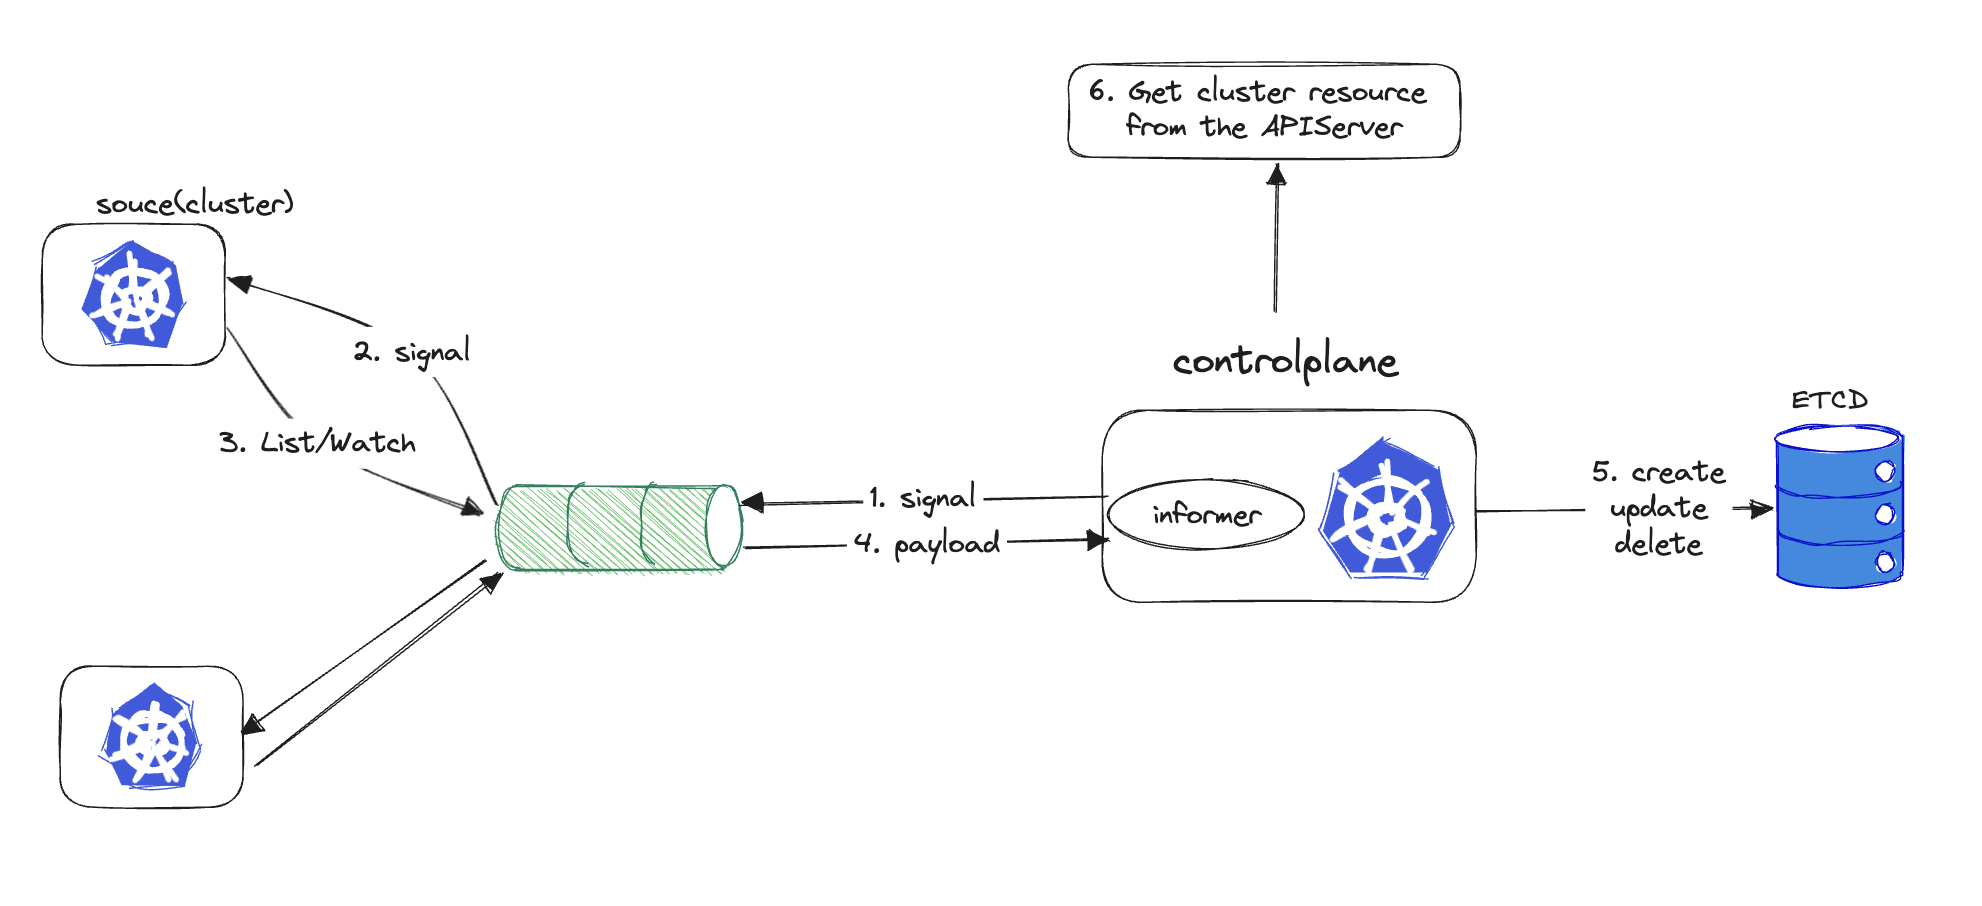 6. Get cluster resource
from the APIServer
souce(cluster)
2. signal
controlplane
3. List/Watch
ETCD
1. signal
informer
5. create
update
delete
4. payload